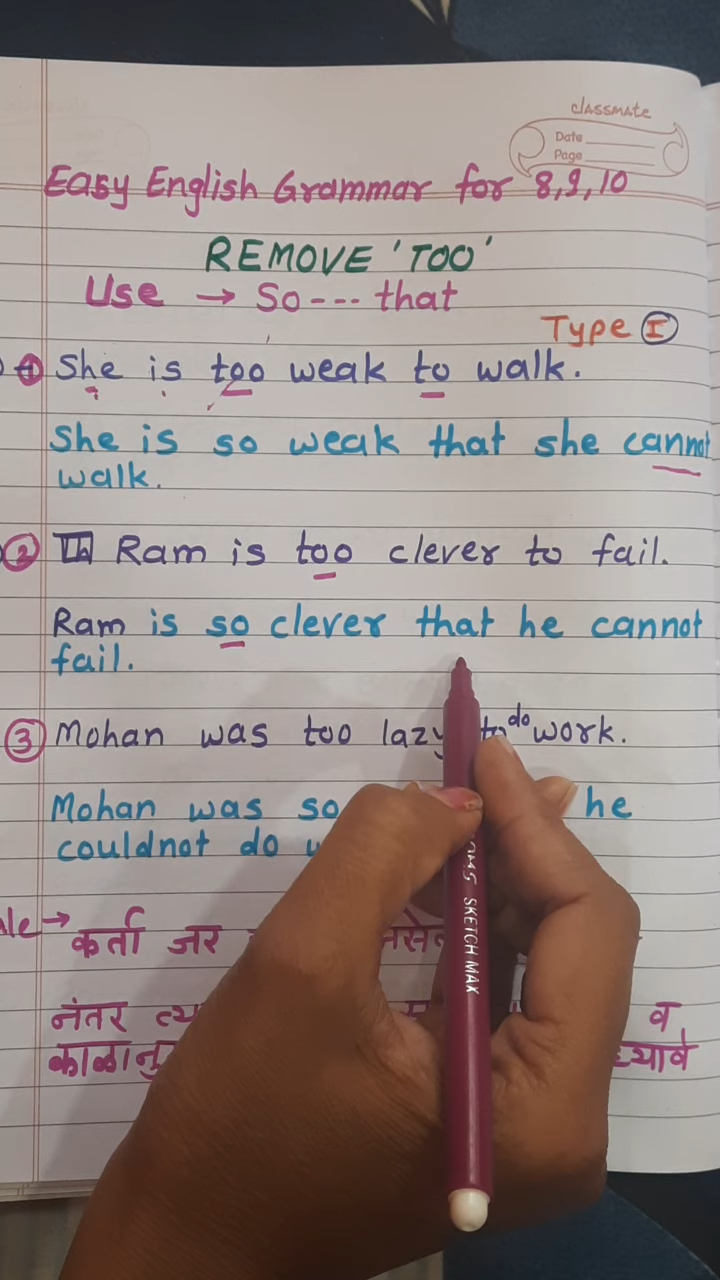 classmate
Date
Page
Easy English Grammar for 8,9,10
REMOVE 'TOO'
Use → So --- that
Type I
1 She is too weak to walk.
She is so weak that she cannot
walk.
2 Ram is too clever to fail.
Ram is so clever that he cannot
fail.
3 Mohan was too lazy to do work.
Mohan was so he
couldnot do
कर्ता जर
नंतर व
SKETCH MAK